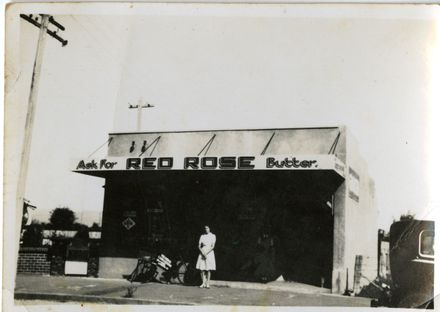 Ask For RED ROSE Butter.